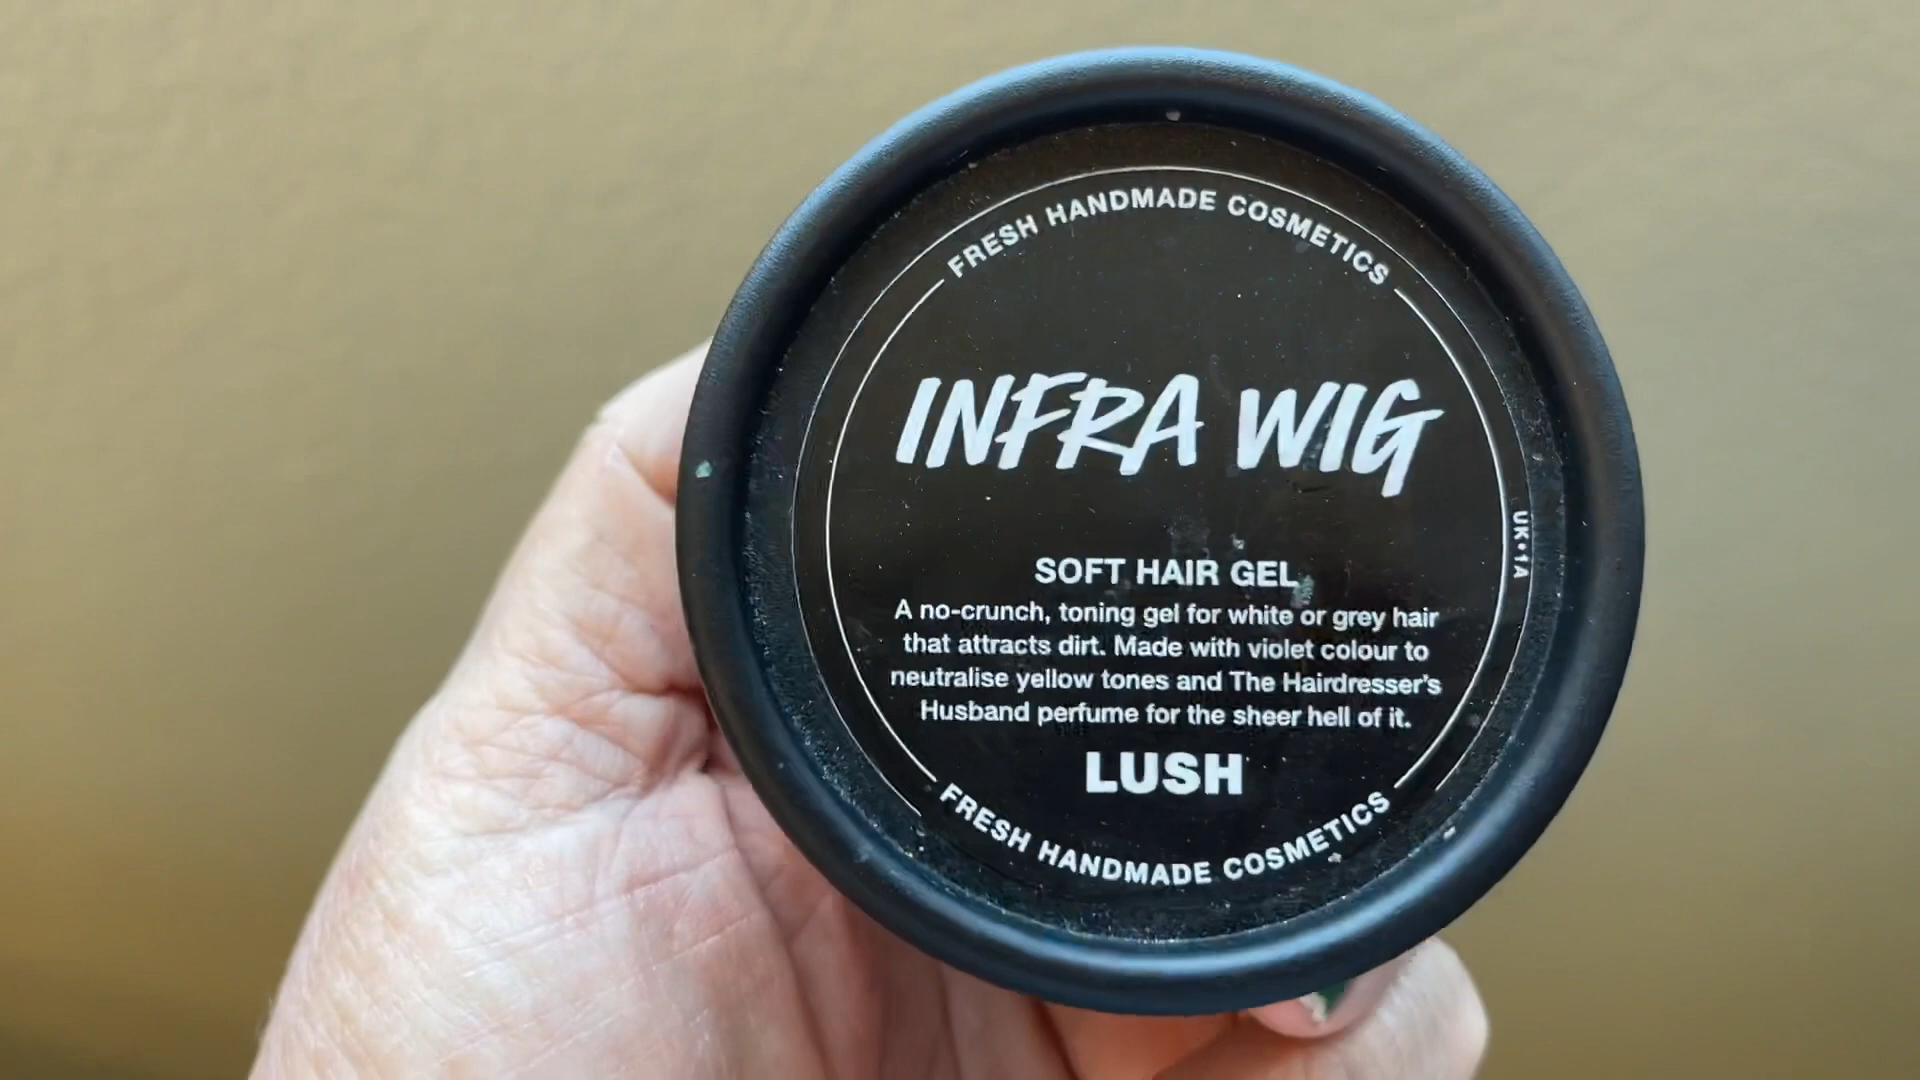 FRESH HANDMADE COSMETICS
INFRA WIG
UK•1A
SOFT HAIR GEL
A no-crunch, toning gel for white or grey hair
that attracts dirt. Made with violet colour to
neutralise yellow tones and The Hairdresser's
Husband perfume for the sheer hell of it.
LUSH
FRESH HANDMADE COSMETICS